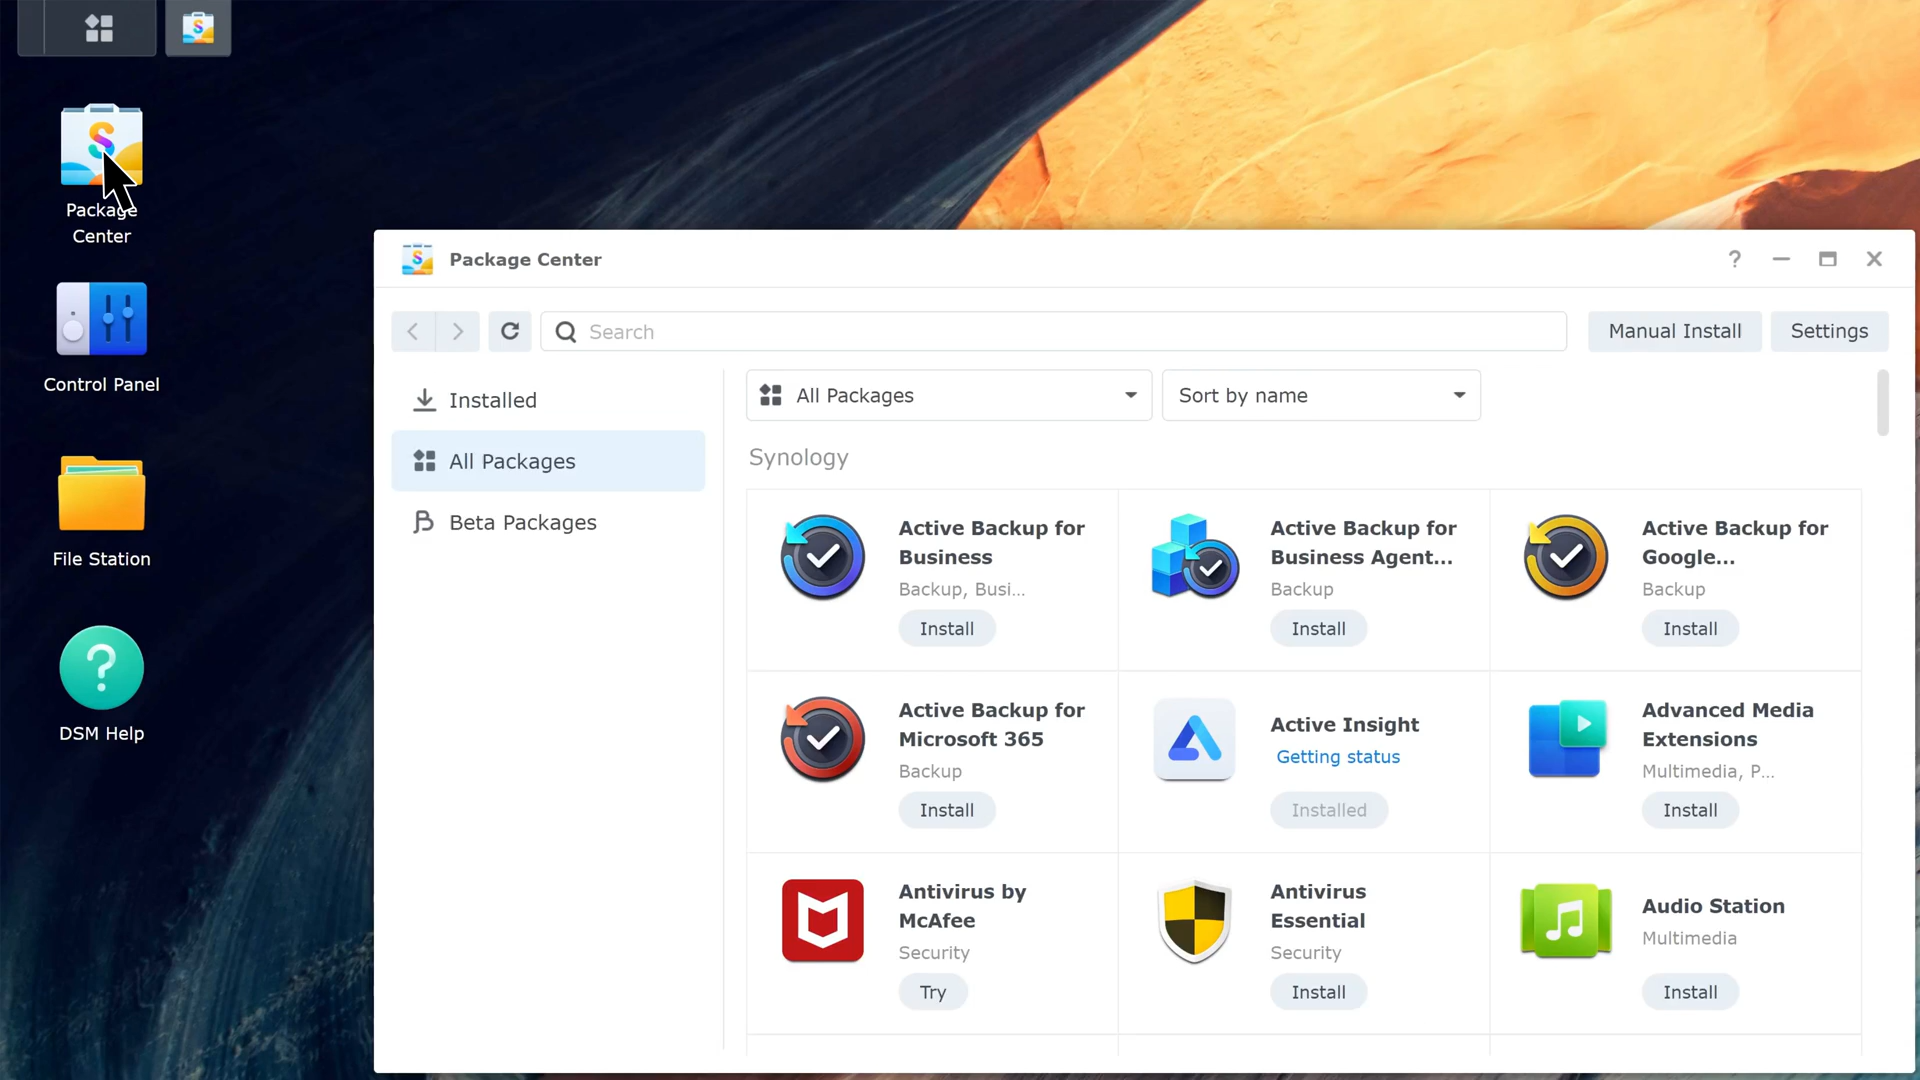 Package
Center
Control Panel
File Station
DSM Help
Package Center
Search
Manual Install
Settings
Installed
All Packages
Beta Packages
All Packages
Sort by name
Synology
Active Backup for
Business
Backup, Busi...
Install
Active Backup for
Business Agent...
Backup
Install
Active Backup for
Google...
Backup
Install
Active Backup for
Microsoft 365
Backup
Install
Active Insight
Getting status
Installed
Advanced Media
Extensions
Multimedia, P...
Install
Antivirus by
McAfee
Security
Try
Antivirus
Essential
Security
Install
Audio Station
Multimedia
Install